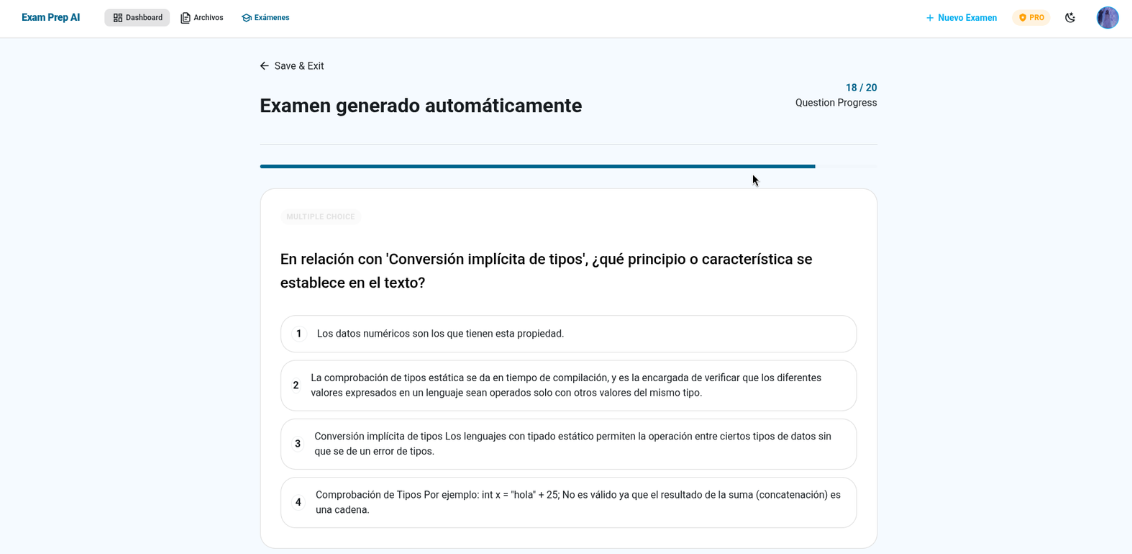 Exam Prep AI
Dashboard
Archivos
Exámenes
+ Nuevo Examen
PRO
← Save & Exit
Examen generado automáticamente
18 / 20
Question Progress
MULTIPLE CHOICE
En relación con 'Conversión implícita de tipos', ¿qué principio o característica se
establece en el texto?
1 Los datos numéricos son los que tienen esta propiedad.
2 La comprobación de tipos estática se da en tiempo de compilación, y es la encargada de verificar que los diferentes
valores expresados en un lenguaje sean operados solo con otros valores del mismo tipo.
3 Conversión implícita de tipos Los lenguajes con tipado estático permiten la operación entre ciertos tipos de datos sin
que se de un error de tipos.
4 Comprobación de Tipos Por ejemplo: int x = "hola" + 25; No es válido ya que el resultado de la suma (concatenación) es
una cadena.